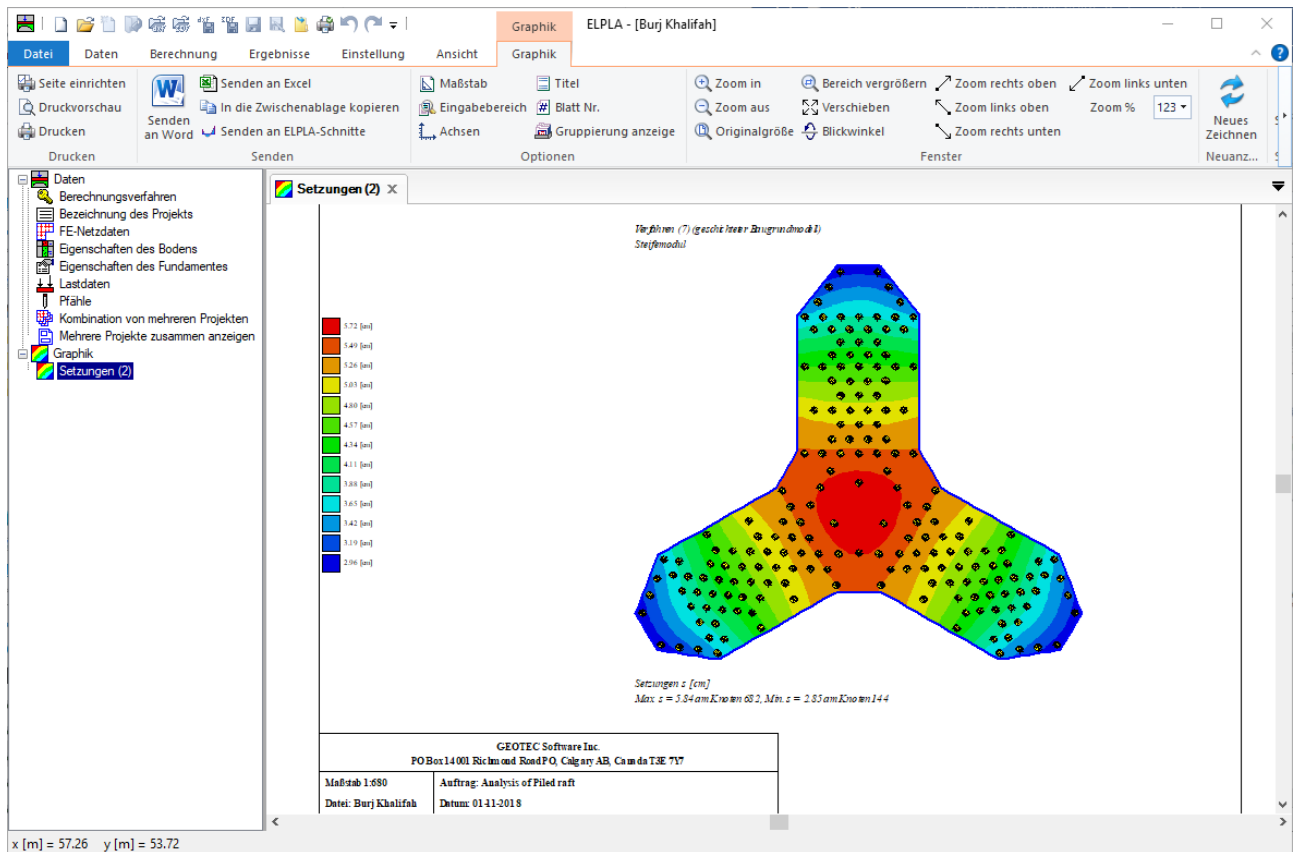 Graphik
ELPLA - [Burj Khalifah]
Datei Daten Berechnung Ergebnisse Einstellung Ansicht Graphik
Seite einrichten
Druckvorschau
Drucken
Drucken
Senden
an Word
Senden an Excel
In die Zwischenablage kopieren
Senden an ELPLA-Schnitte
Senden
Maßstab
Eingabebereich
Achsen
Titel
Blatt Nr.
Gruppierung anzeige
Optionen
Zoom in
Zoom aus
Originalgröße
Bereich vergrößern
Verschieben
Blickwinkel
Zoom rechts oben
Zoom links oben
Zoom rechts unten
Zoom links unten
Zoom % 123
Fenster
Neues
Zeichnen
Neuanz...
Daten
Berechnungsverfahren
Bezeichnung des Projekts
FE-Netzdaten
Eigenschaften des Bodens
Eigenschaften des Fundamentes
Lastdaten
Pfähle
Kombination von mehreren Projekten
Mehrere Projekte zusammen anzeigen
Graphik
Setzungen (2)
Setzungen (2) X
Verfahren (7) (geschichteter Baugrundmodell)
Steifemodul
5.72 [cm]
5.49 [cm]
5.26 [cm]
5.03 [cm]
4.80 [cm]
4.57 [cm]
4.34 [cm]
4.11 [cm]
3.88 [cm]
3.65 [cm]
3.42 [cm]
3.19 [cm]
2.96 [cm]
Setzungen s [cm]
Max. s = 5.84 am Knoten 682, Min. s = 2.85 am Knoten 144
GEOTEC Software Inc.
PO Box 14001 Richmond Road PO, Calgary AB, Canada T3E 7Y7
Maßstab 1:680
Auftrag: Analysis of Piled raft
Datei: Burj Khalifah
Datum: 01-11-2018
x [m] = 57.26 y [m] = 53.72